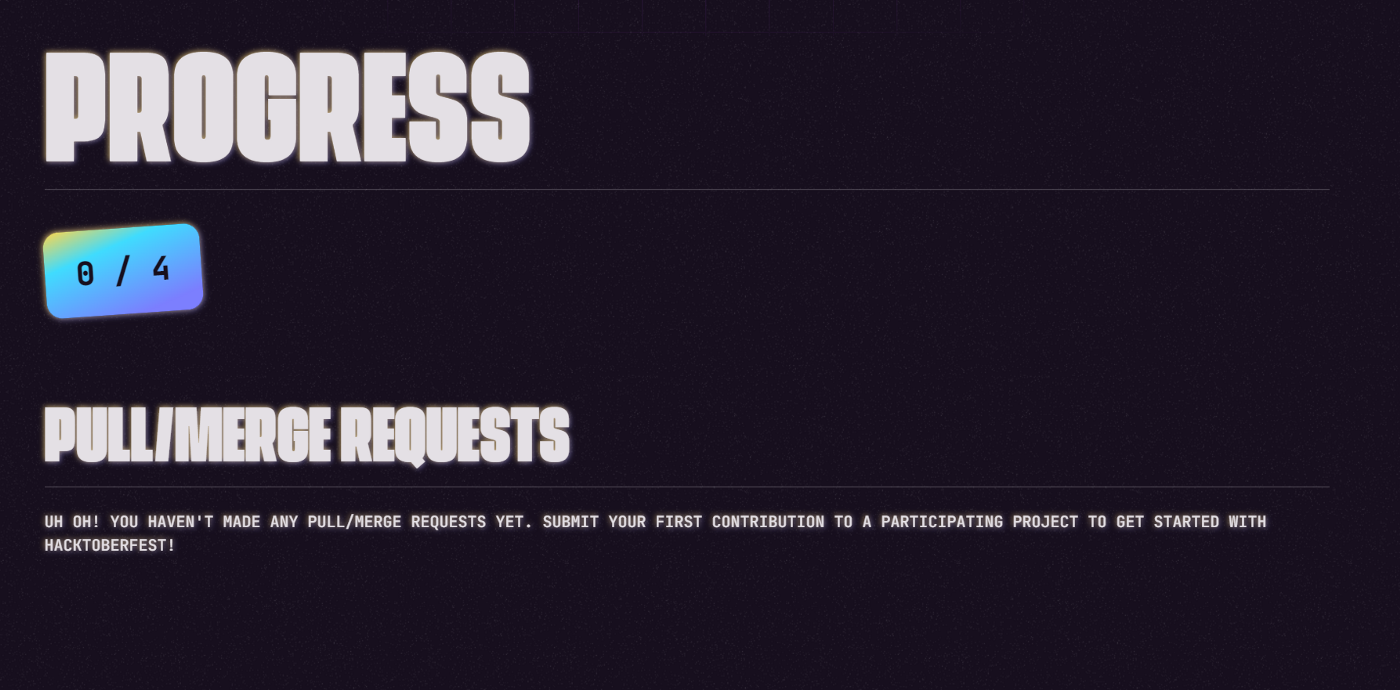 PROGRESS
0 / 4
PULL/MERGE REQUESTS
UH OH! YOU HAVEN'T MADE ANY PULL/MERGE REQUESTS YET. SUBMIT YOUR FIRST CONTRIBUTION TO A PARTICIPATING PROJECT TO GET STARTED WITH
HACKTOBERFEST!